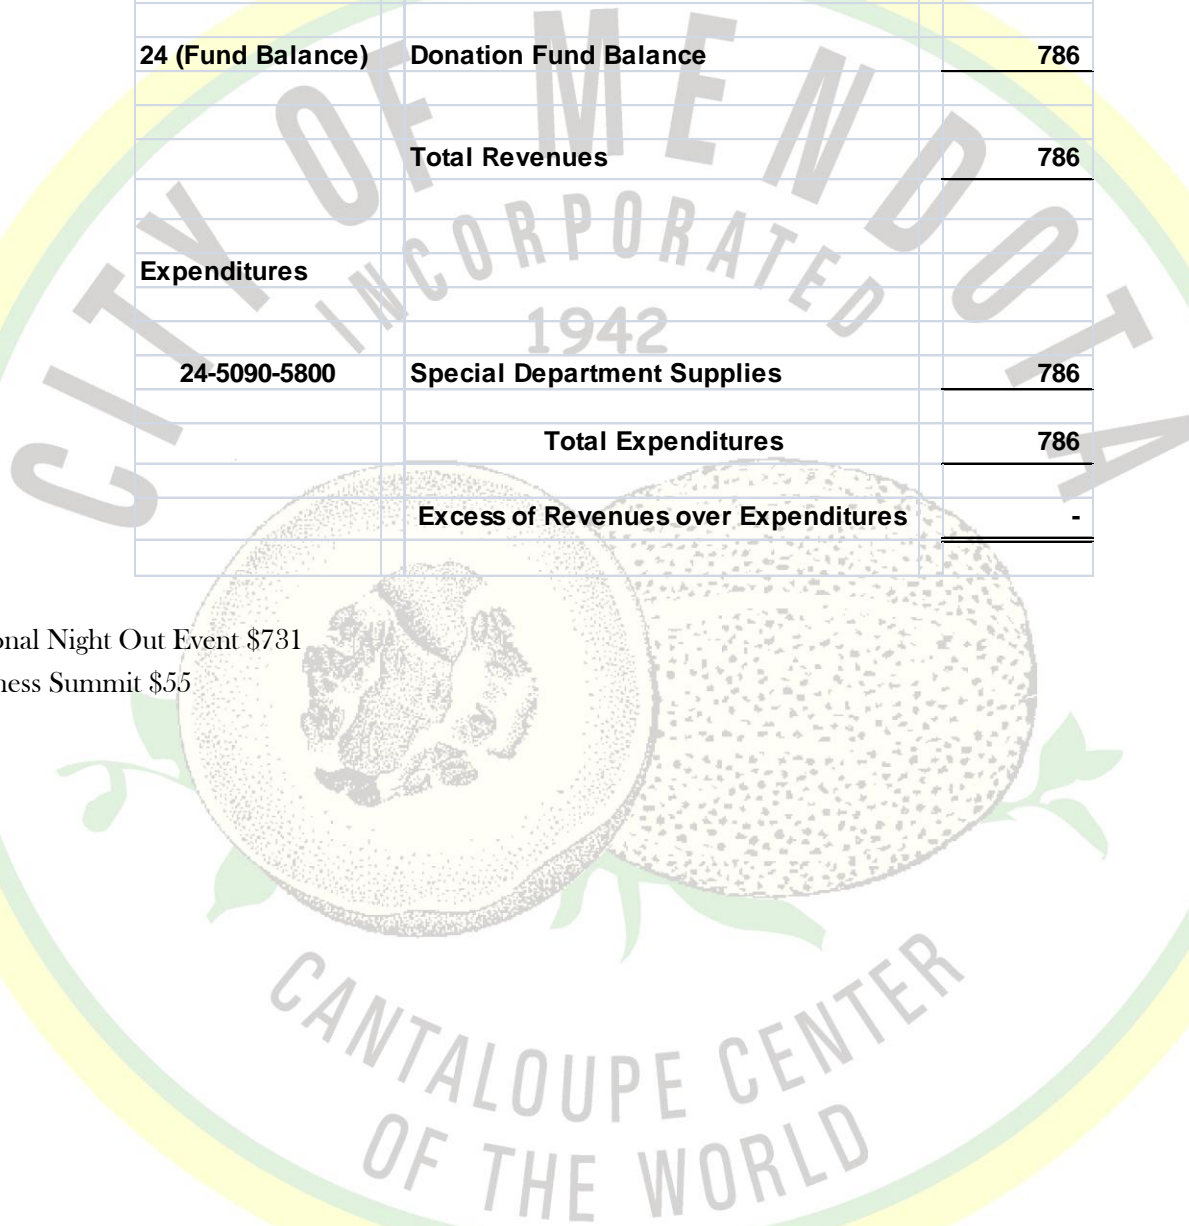 24 (Fund Balance) Donation Fund Balance 786
Total Revenues 786
Expenditures
24-5090-5800 Special Department Supplies 786
Total Expenditures 786
Excess of Revenues over Expenditures -
onal Night Out Event $731
ness Summit $55
CITY OF MENDOTA
INCORPORATED
1942
CANTALOUPE CENTER
OF THE WORLD